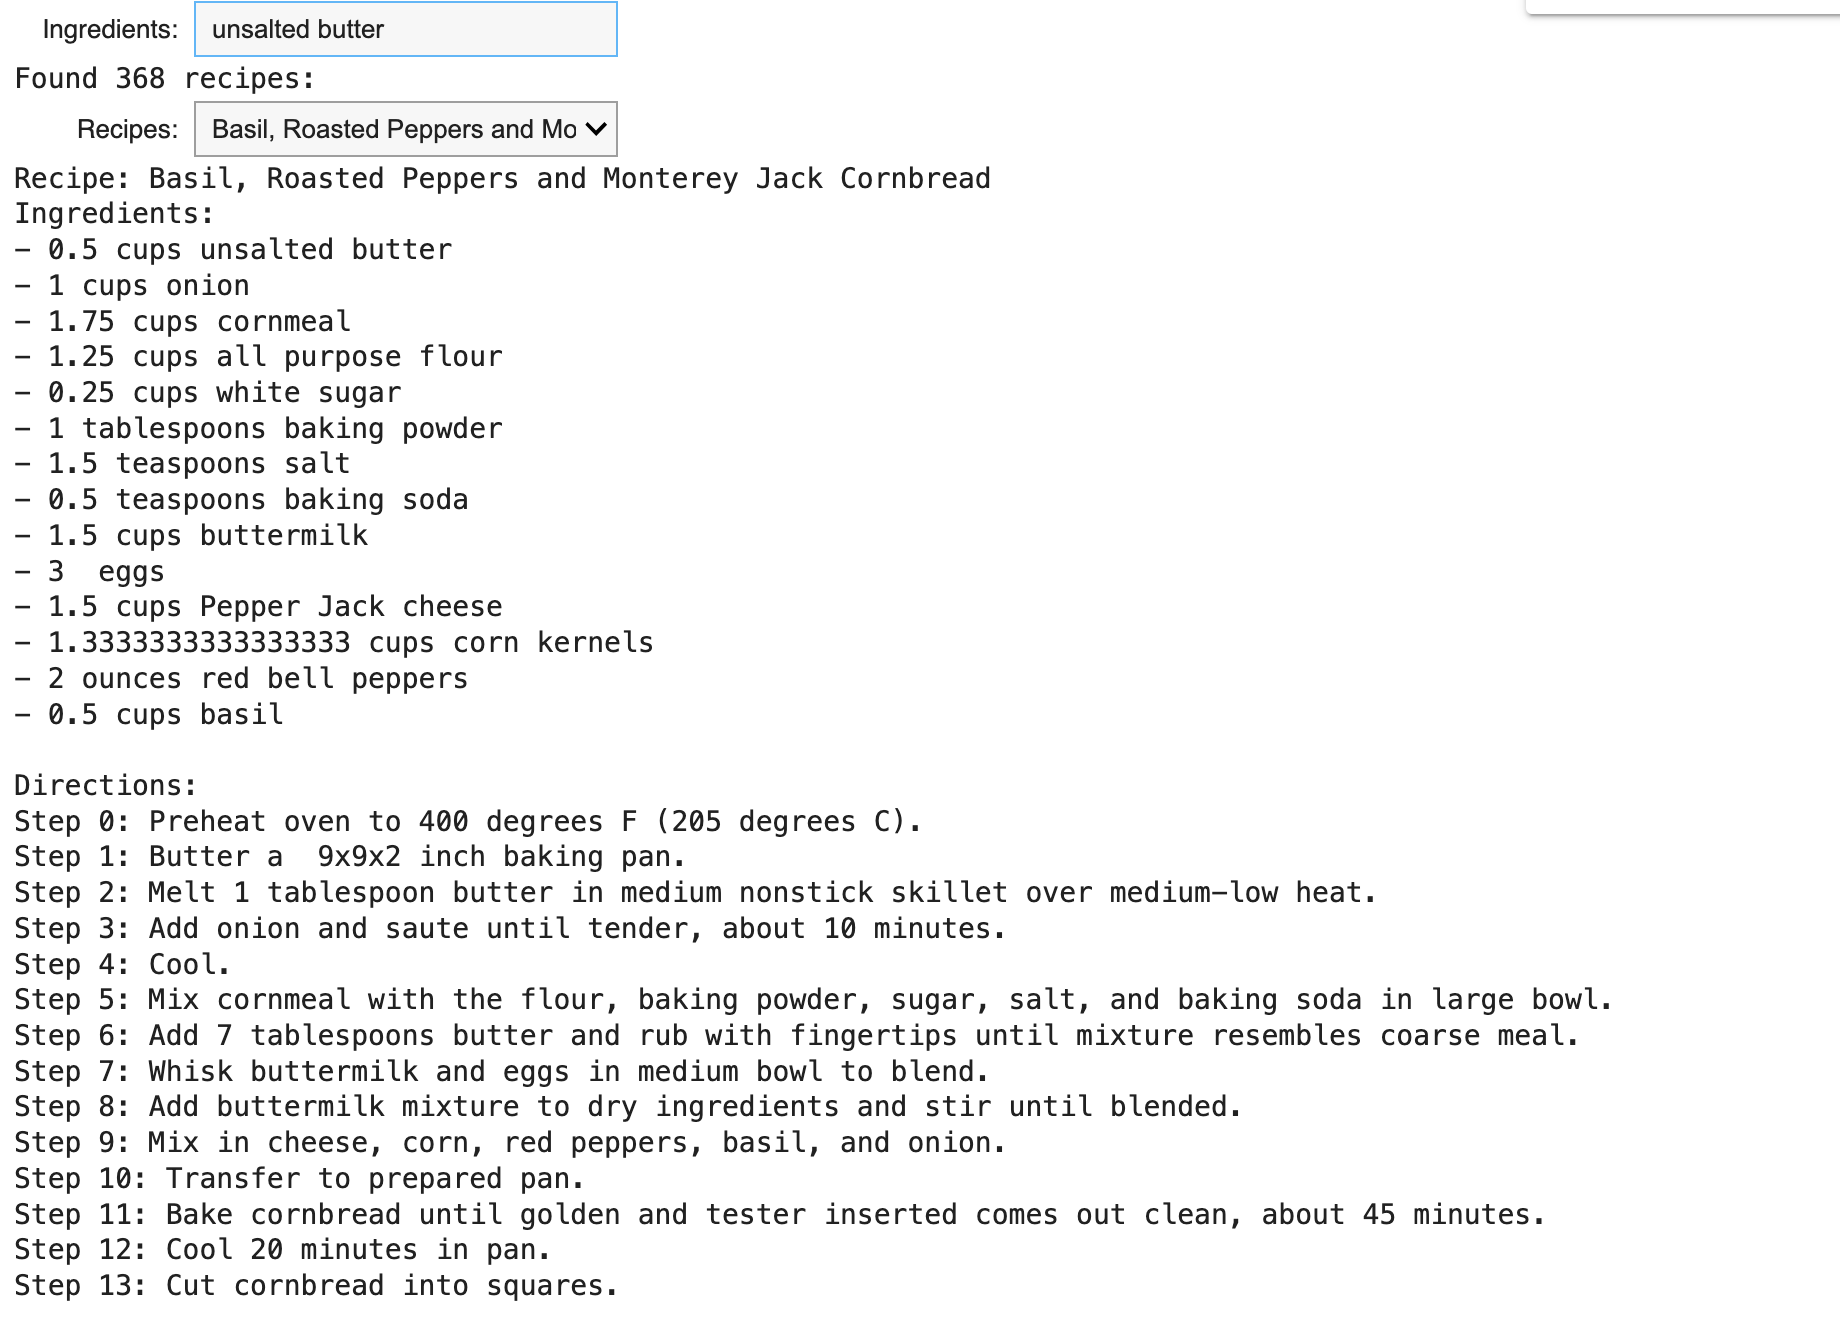 Ingredients: unsalted butter
Found 368 recipes:
Recipes: Basil, Roasted Peppers and Mo
Recipe: Basil, Roasted Peppers and Monterey Jack Cornbread
Ingredients:
- 0.5 cups unsalted butter
- 1 cups onion
- 1.75 cups cornmeal
- 1.25 cups all purpose flour
- 0.25 cups white sugar
- 1 tablespoons baking powder
- 1.5 teaspoons salt
- 0.5 teaspoons baking soda
- 1.5 cups buttermilk
- 3  eggs
- 1.5 cups Pepper Jack cheese
- 1.3333333333333333 cups corn kernels
- 2 ounces red bell peppers
- 0.5 cups basil

Directions:
Step 0: Preheat oven to 400 degrees F (205 degrees C).
Step 1: Butter a  9x9x2 inch baking pan.
Step 2: Melt 1 tablespoon butter in medium nonstick skillet over medium-low heat.
Step 3: Add onion and saute until tender, about 10 minutes.
Step 4: Cool.
Step 5: Mix cornmeal with the flour, baking powder, sugar, salt, and baking soda in large bowl.
Step 6: Add 7 tablespoons butter and rub with fingertips until mixture resembles coarse meal.
Step 7: Whisk buttermilk and eggs in medium bowl to blend.
Step 8: Add buttermilk mixture to dry ingredients and stir until blended.
Step 9: Mix in cheese, corn, red peppers, basil, and onion.
Step 10: Transfer to prepared pan.
Step 11: Bake cornbread until golden and tester inserted comes out clean, about 45 minutes.
Step 12: Cool 20 minutes in pan.
Step 13: Cut cornbread into squares.